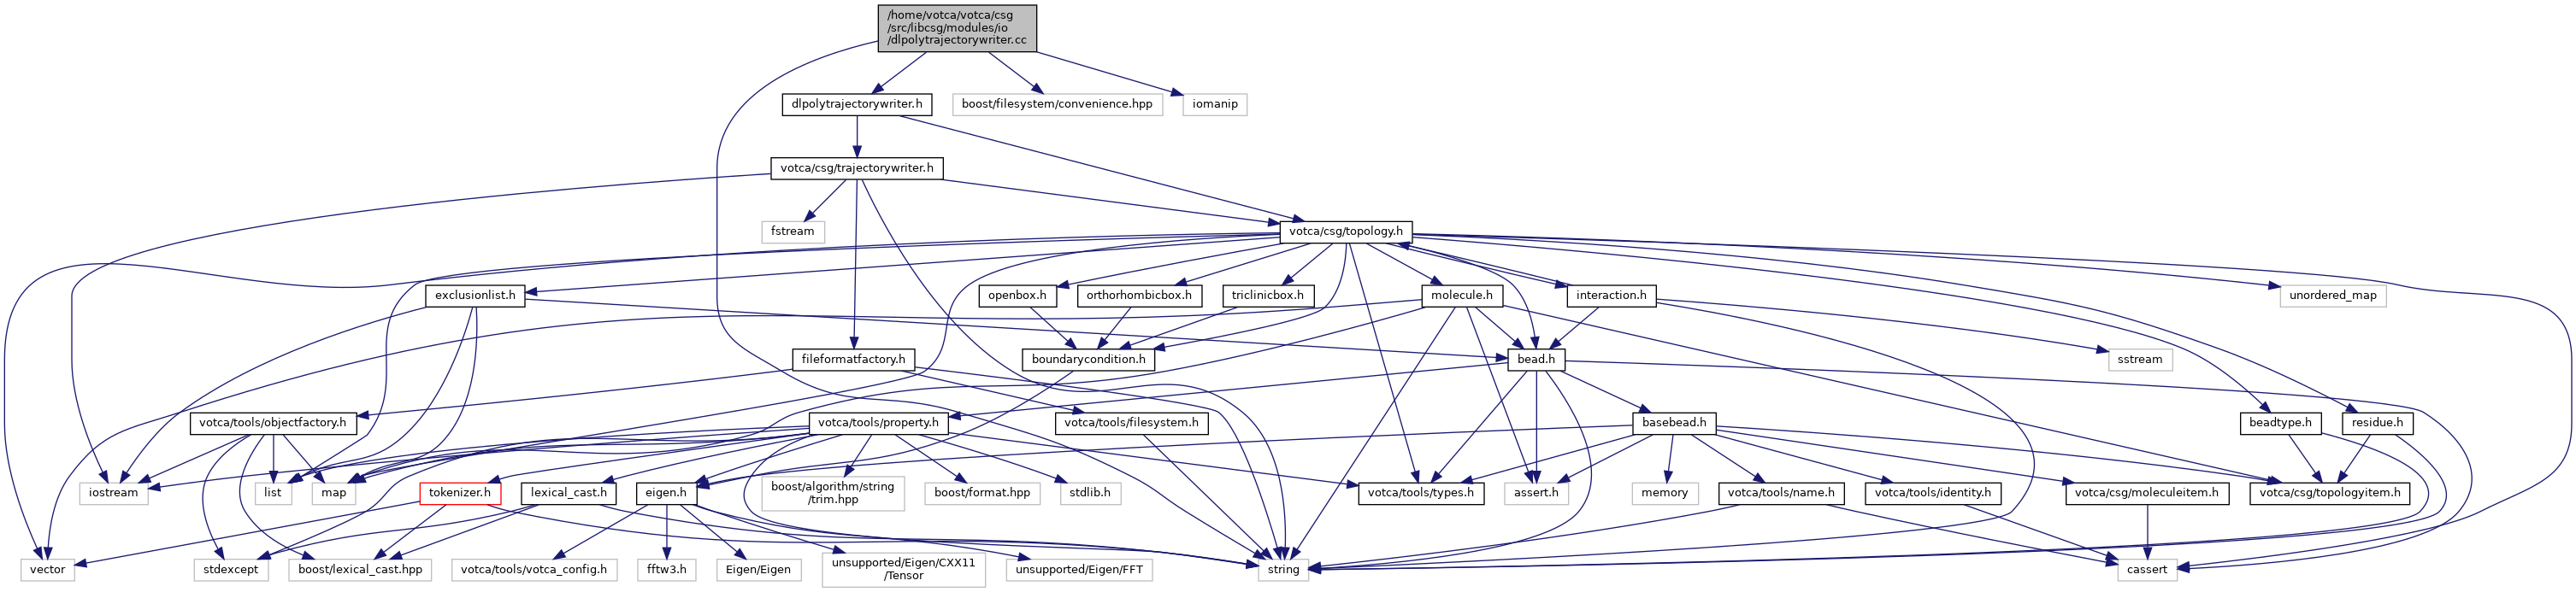 /home/votca/votca/csg
/src/libcsg/modules/io
/dlpolytrajectorywriter.cc
dlpolytrajectorywriter.h
boost/filesystem/convenience.hpp
iomanip
votca/csg/trajectorywriter.h
fstream
votca/csg/topology.h
exclusionlist.h
openbox.h
orthorhombicbox.h
triclinicbox.h
molecule.h
interaction.h
unordered_map
fileformatfactory.h
boundarycondition.h
bead.h
sstream
votca/tools/objectfactory.h
votca/tools/property.h
votca/tools/filesystem.h
basebead.h
beadtype.h
residue.h
iostream
list
map
tokenizer.h
lexical_cast.h
eigen.h
boost/algorithm/string
/trim.hpp
boost/format.hpp
stdlib.h
votca/tools/types.h
assert.h
memory
votca/tools/name.h
votca/tools/identity.h
votca/csg/moleculeitem.h
votca/csg/topologyitem.h
vector
stdexcept
boost/lexical_cast.hpp
votca/tools/votca_config.h
fftw3.h
Eigen/Eigen
unsupported/Eigen/CXX11
/Tensor
unsupported/Eigen/FFT
string
cassert